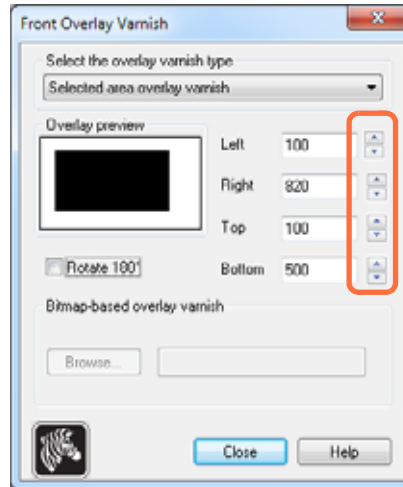 Front Overlay Varnish
Select the overlay varnish type
Selected area overlay varnish
Overlay preview
Left 100
Right 820
Top 100
Rotate 180°
Bottom 500
Bitmap-based overlay varnish
Browse...
Close Help